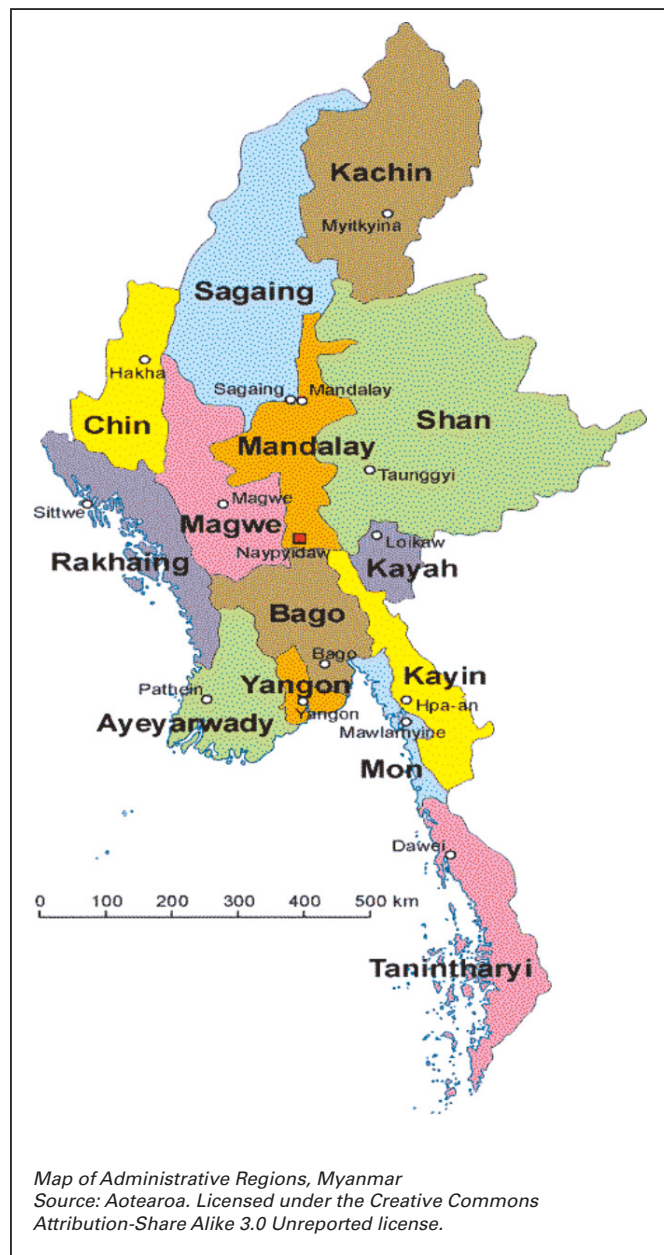 Kachin
Myitkyina
Sagaing
Hakha
Sagaing
Mandalay
Chin
Mandalay
Shan
Taunggyi
Sittwe
Magwe
Magwe
Naypyidaw
Loikaw
Rakhaing
Kayah
Bago
Bago
Kayin
Pathein
Yangon
Hpa-an
Yangon
Ayeyarwady
Mawlamyine
Mon
Dawei
0 100 200 300 400 500 km
Tanintharyi
Map of Administrative Regions, Myanmar
Source: Aotearoa. Licensed under the Creative Commons
Attribution-Share Alike 3.0 Unreported license.